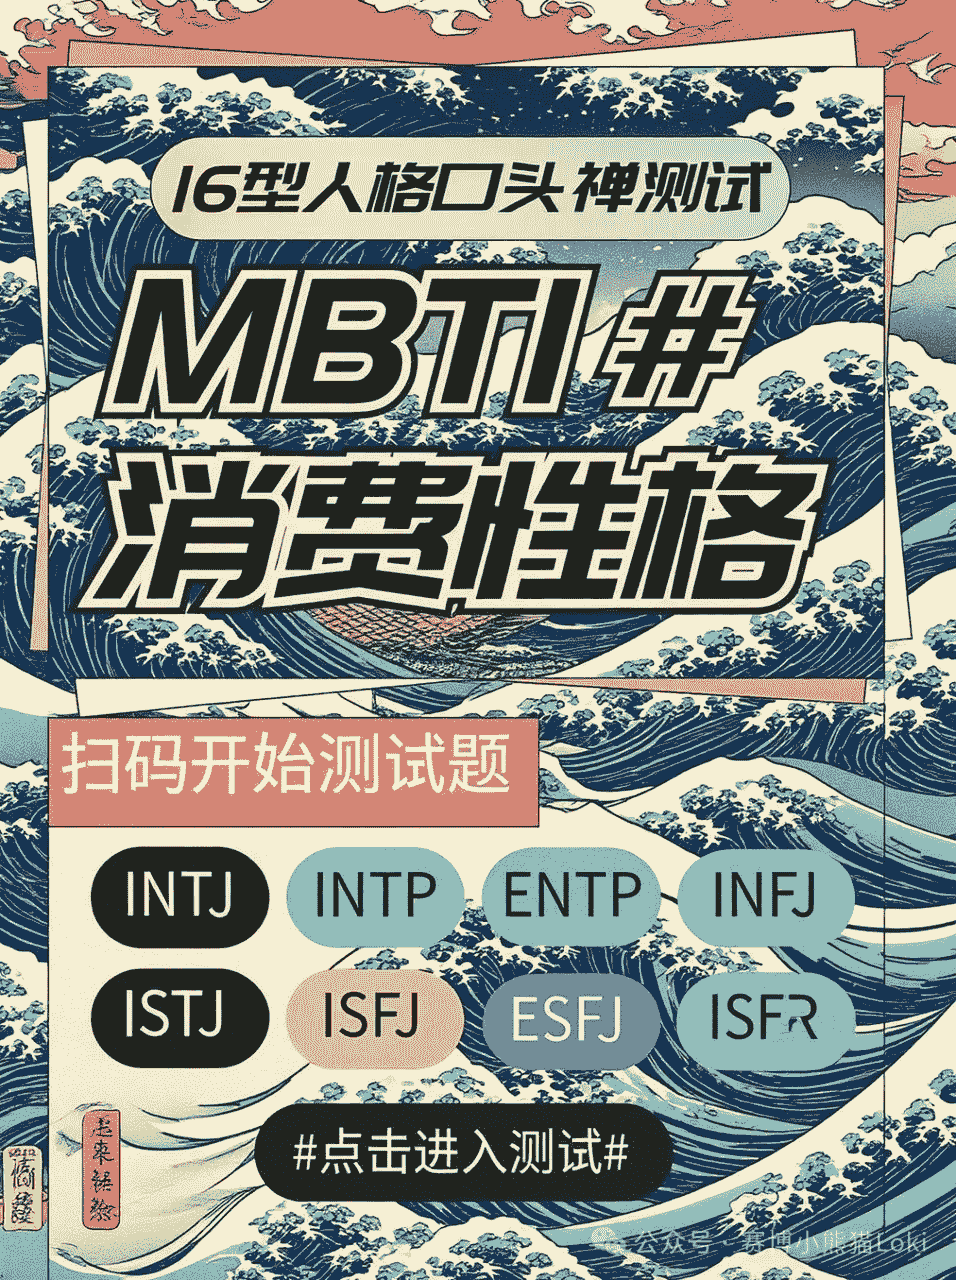 16型人格口头禅测试
MBTI #
消费性格
扫码开始测试题
INTJ INTP ENTP INFJ
ISTJ ISFJ ESFJ ISFR
#点击进入测试#
公众号·赛博小熊猫Loki